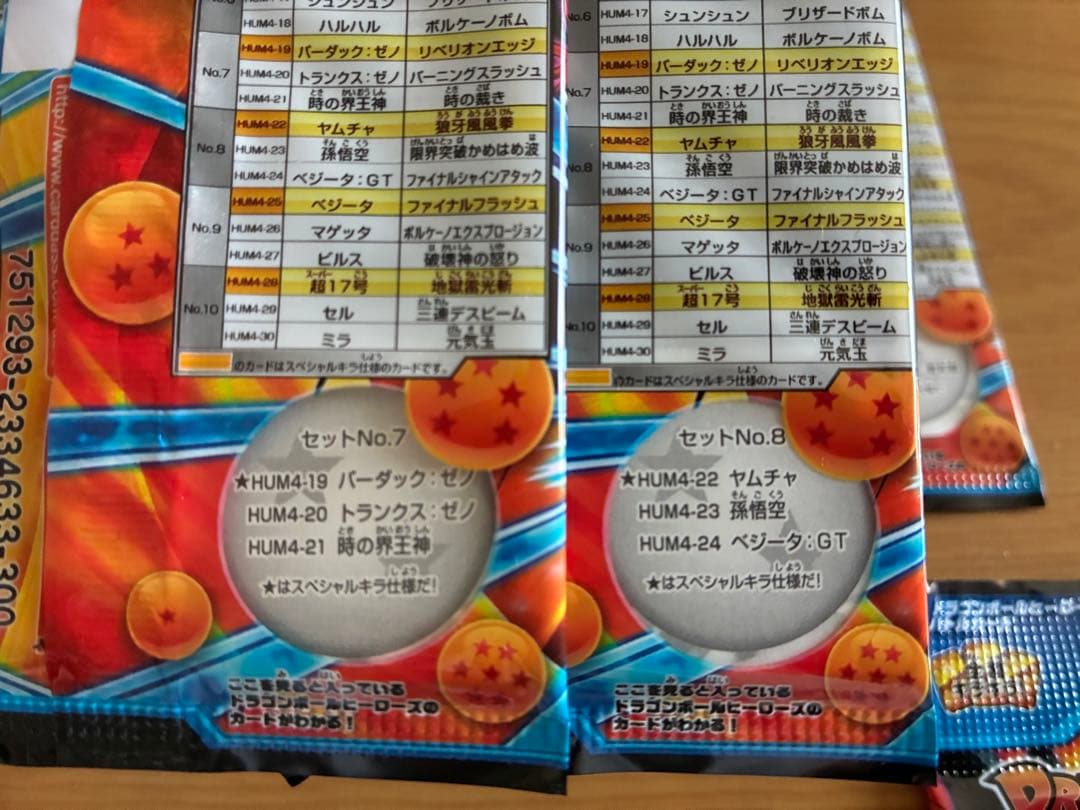 HUM4-18 ハルハル ボルケーノボム
No.7
HUM4-19 バーダック:ゼノ リベリオンエッジ
HUM4-20 トランクス:ゼノ バーニングスラッシュ
HUM4-21 時の界王神 時の裁き
No.8
HUM4-22 ヤムチャ 狼牙風風拳
HUM4-23 孫悟空 限界突破かめはめ波
HUM4-24 ベジータ:GT ファイナルシャインアタック
No.9
HUM4-25 ベジータ ファイナルフラッシュ
HUM4-26 マゲッタ ボルケーノエクスプロージョン
HUM4-27 ビルス 破壊神の怒り
No.10
HUM4-28 超17号 地獄雷光斬
HUM4-29 セル 三連デスビーム
HUM4-30 ミラ 元気玉
のカードはスペシャルキラ仕様のカードです。
セットNo.7
★HUM4-19 バーダック:ゼノ
HUM4-20 トランクス:ゼノ
HUM4-21 時の界王神
★はスペシャルキラ仕様だ!
ここを見ると入っている
ドラゴンボールヒーローズの
カードがわかる!
No.6
HUM4-17 シュンシュン ブリザードボム
HUM4-18 ハルハル ボルケーノボム
No.7
HUM4-19 バーダック:ゼノ リベリオンエッジ
HUM4-20 トランクス:ゼノ バーニングスラッシュ
HUM4-21 時の界王神 時の裁き
No.8
HUM4-22 ヤムチャ 狼牙風風拳
HUM4-23 孫悟空 限界突破かめはめ波
HUM4-24 ベジータ:GT ファイナルシャインアタック
No.9
HUM4-25 ベジータ ファイナルフラッシュ
HUM4-26 マゲッタ ボルケーノエクスプロージョン
HUM4-27 ビルス 破壊神の怒り
No.10
HUM4-28 超17号 地獄雷光斬
HUM4-29 セル 三連デスビーム
HUM4-30 ミラ 元気玉
のカードはスペシャルキラ仕様のカードです。
セットNo.8
★HUM4-22 ヤムチャ
HUM4-23 孫悟空
HUM4-24 ベジータ:GT
★はスペシャルキラ仕様だ!
ここを見ると入っている
ドラゴンボールヒーローズの
カードがわかる!
751293-2334633-300